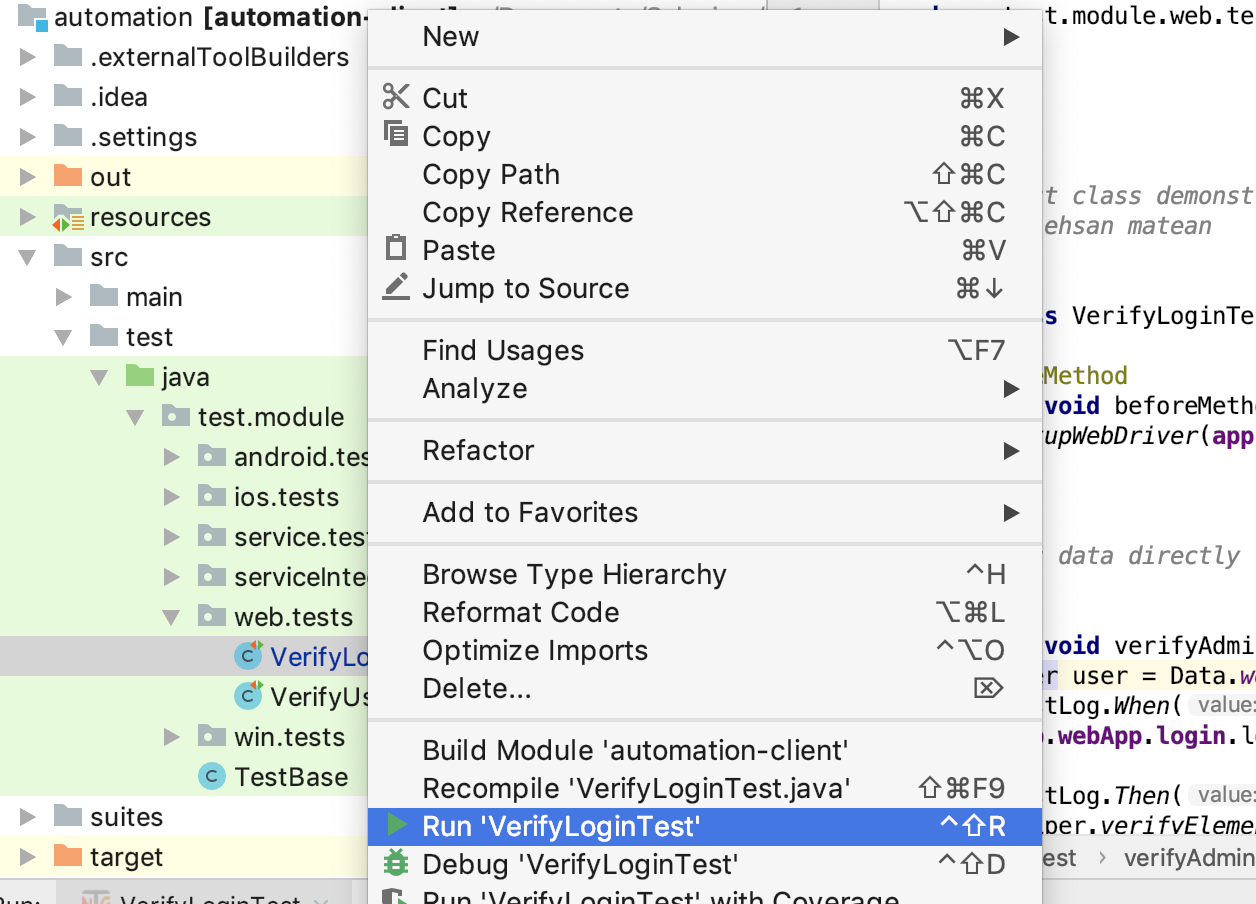 automation [automation-
.externalToolBuilders
.idea
.settings
out
resources
src
main
test
java
test.module
android.tes
ios.tests
service.tes
serviceInte
web.tests
VerifyLo
VerifyUs
win.tests
TestBase
suites
target
VerifyLoginTest
New
Cut ⌘X
Copy ⌘C
Copy Path ⇧⌘C
Copy Reference ⌥⇧⌘C
Paste ⌘V
Jump to Source ⌘↓
Find Usages ⌥F7
Analyze
Refactor
Add to Favorites
Browse Type Hierarchy ^H
Reformat Code ⌥⌘L
Optimize Imports ^⌥O
Delete... ⌦
Build Module 'automation-client'
Recompile 'VerifyLoginTest.java' ⇧⌘F9
Run 'VerifyLoginTest' ^⇧R
Debug 'VerifyLoginTest' ^⇧D
Run 'VerifyLoginTest' with Coverage
t.module.web.te
t class demonst
ehsan matean
s VerifyLoginTe
Method
void beforeMetho
upWebDriver(app
data directly
void verifyAdmi
er user = Data.we
tLog.When( value:
.webApp.login.l
tLog.Then( value:
per.verifyEleme
est › verifyAdmin